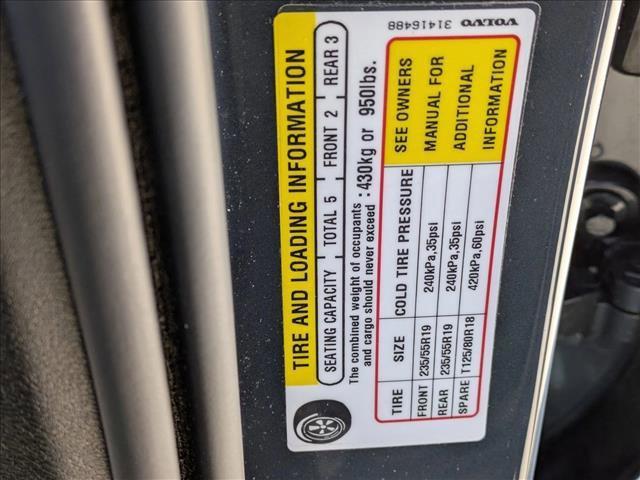 TIRE AND LOADING INFORMATION
SEATING CAPACITY TOTAL 5 FRONT 2 REAR 3
The combined weight of occupants and cargo should never exceed : 430kg or 950lbs.
TIRE SIZE COLD TIRE PRESSURE
FRONT 235/55R19 240kPa,35psi
REAR 235/55R19 240kPa,35psi
SPARE T125/80R18 420kPa,60psi
SEE OWNERS
MANUAL FOR
ADDITIONAL
INFORMATION
VOLVO 31416488